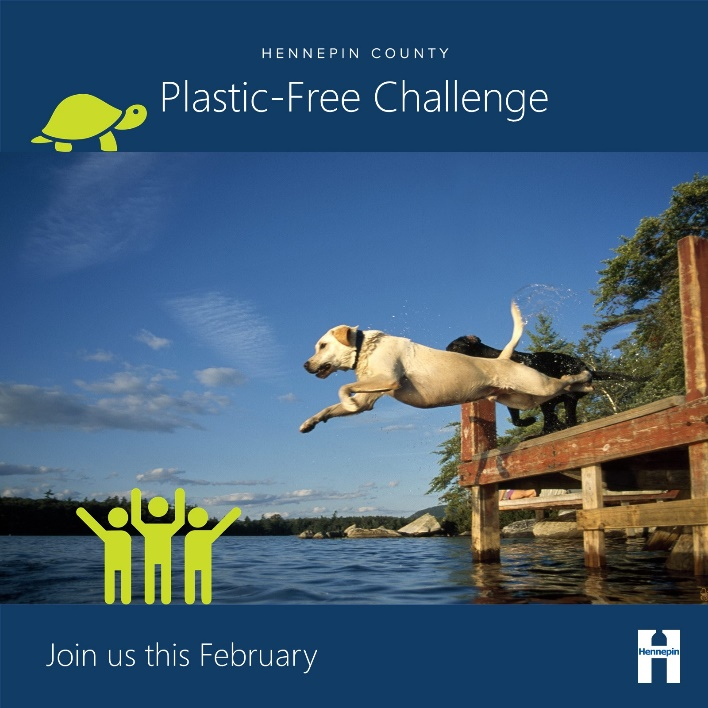 HENNEPIN COUNTY
Plastic-Free Challenge
Join us this February
Hennepin